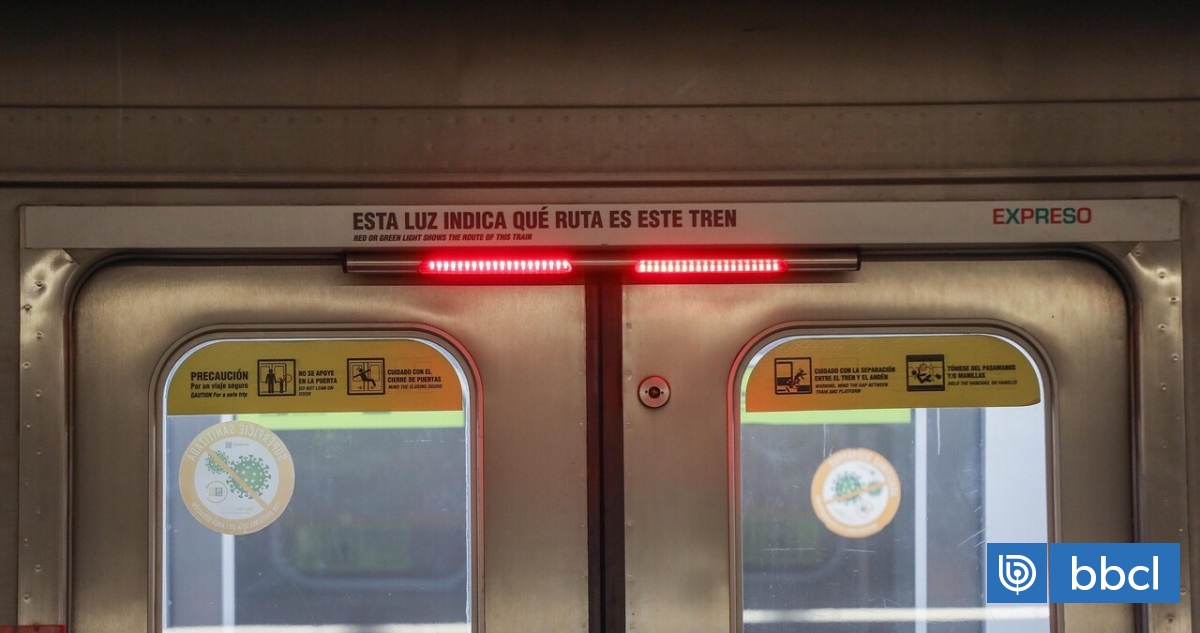 ESTA LUZ INDICA QUÉ RUTA ES ESTE TREN
RED OR GREEN LIGHT SHOWS THE ROUTE OF THIS TRAIN
EXPRESO
PRECAUCIÓN
Por un viaje seguro
CAUTION For a safe trip
NO SE APOYE
EN LA PUERTA
DO NOT LEAN ON
DOOR
CUIDADO CON EL
CIERRE DE PUERTAS
MIND THE CLOSING DOORS
CUIDADO CON LA SEPARACIÓN
ENTRE EL TREN Y EL ANDÉN
WARNING, MIND THE GAP BETWEEN
TRAIN AND PLATFORM
TÓMESE DEL PASAMANOS
Y/O MANILLAS
HOLD THE HANDRAIL OR HANDLES
SUPERFICIE SANITIZADA
bbcl